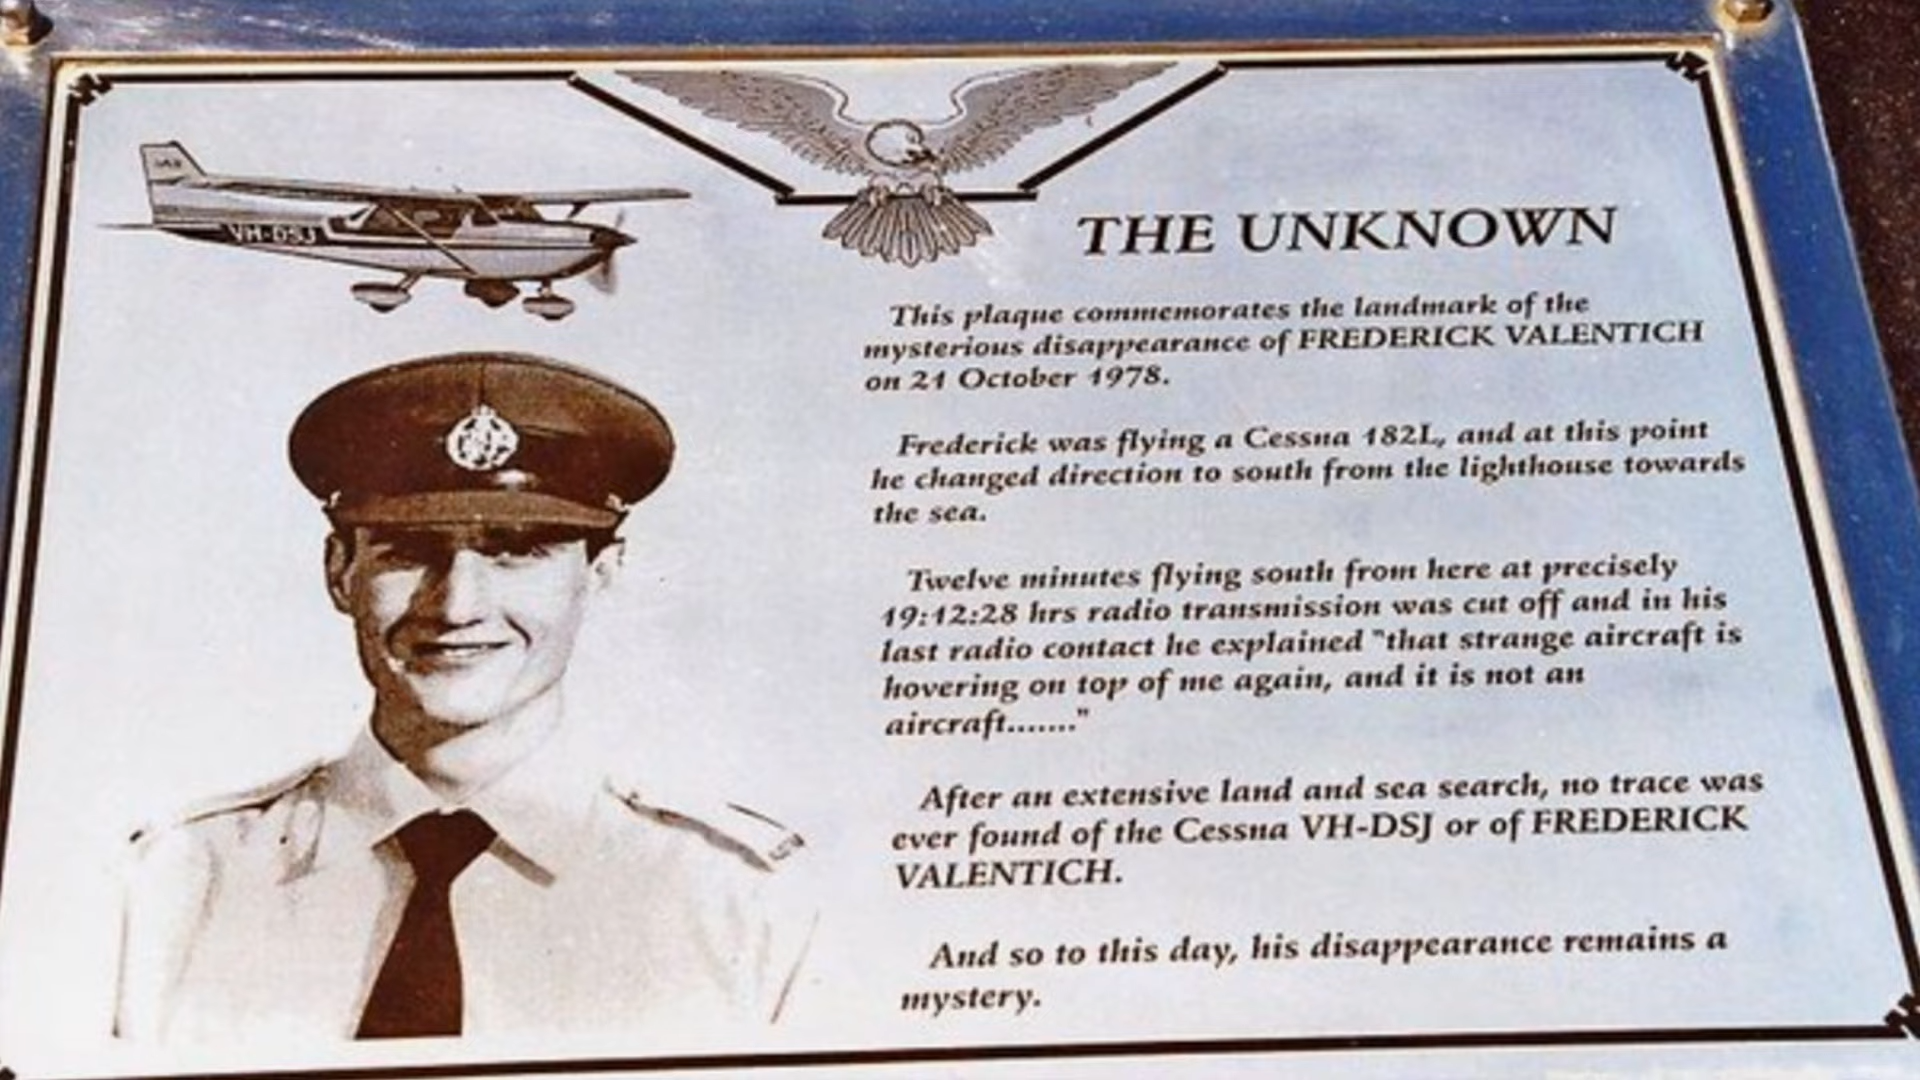 VH-DSJ
THE UNKNOWN
This plaque commemorates the landmark of the
mysterious disappearance of FREDERICK VALENTICH
on 21 October 1978.
Frederick was flying a Cessna 182L, and at this point
he changed direction to south from the lighthouse towards
the sea.
Twelve minutes flying south from here at precisely
19:12:28 hrs radio transmission was cut off and in his
last radio contact he explained "that strange aircraft is
hovering on top of me again, and it is not an
aircraft......."
After an extensive land and sea search, no trace was
ever found of the Cessna VH-DSJ or of FREDERICK
VALENTICH.
And so to this day, his disappearance remains a
mystery.